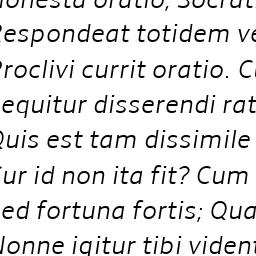 honesta oratio, Socrati
Respondeat totidem ve
Proclivi currit oratio. Cu
sequitur disserendi rat
Quis est tam dissimile
Cur id non ita fit? Cum
Sed fortuna fortis; Qua
Nonne igitur tibi vident